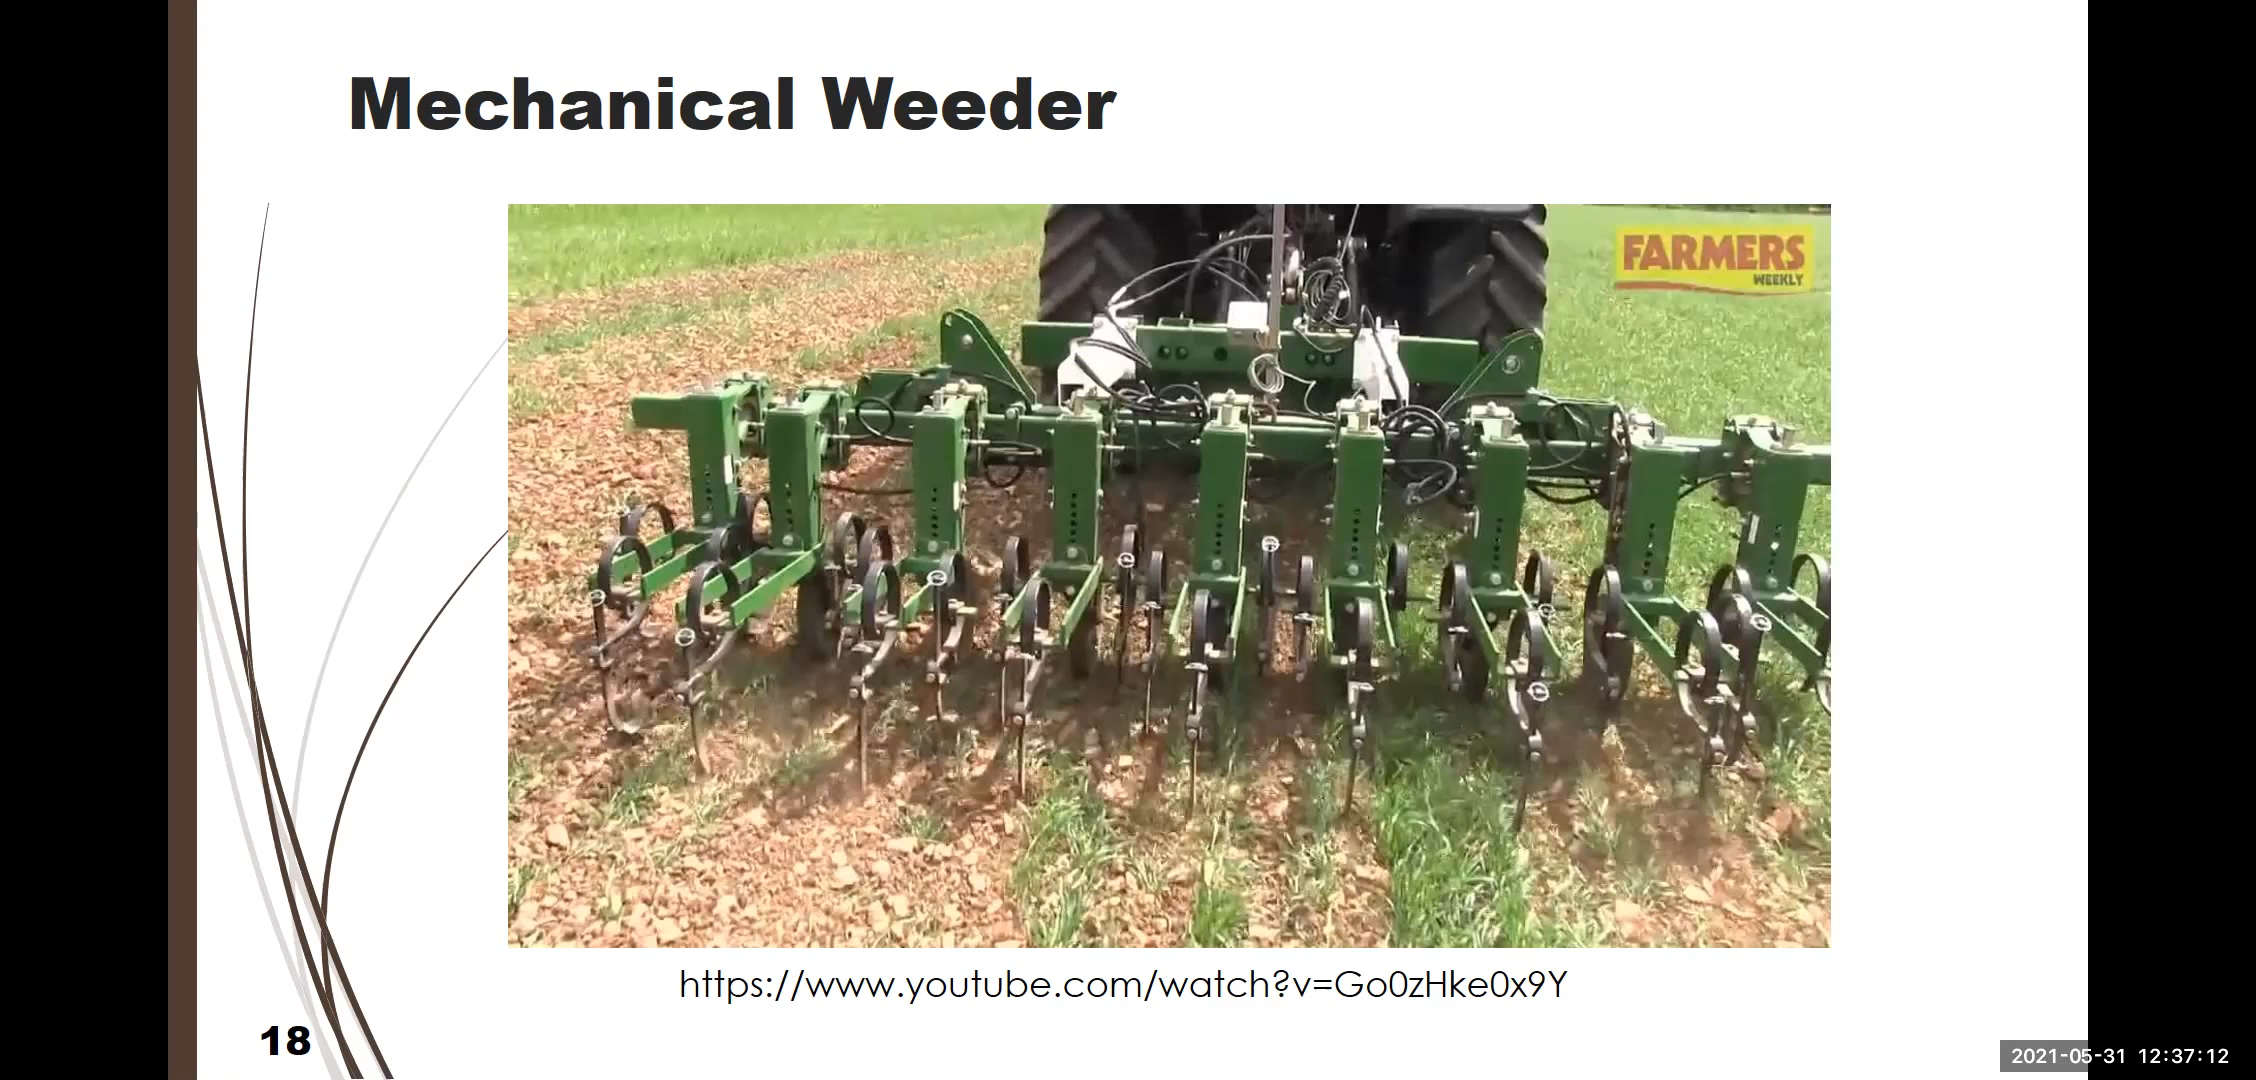 Mechanical Weeder
FARMERS
WEEKLY
https://www.youtube.com/watch?v=Go0zHke0x9Y
18
2021-05-31 12:37:12